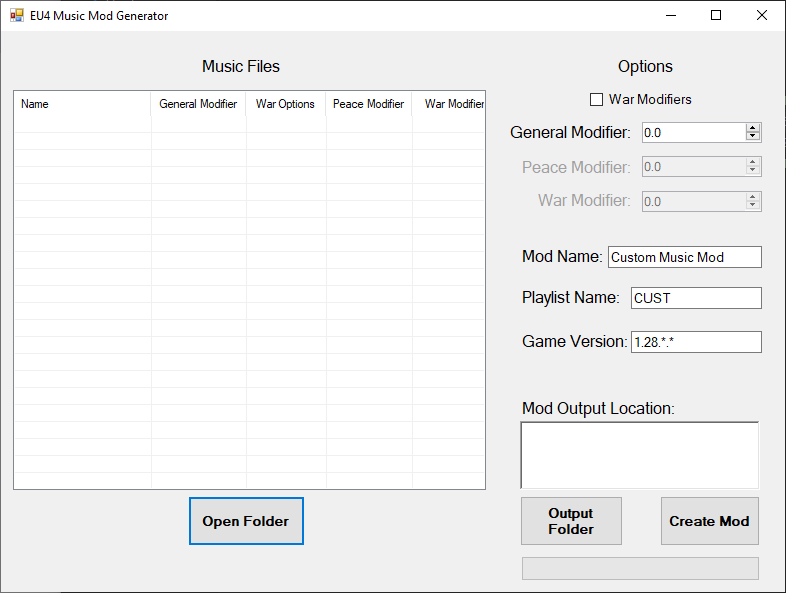 EU4 Music Mod Generator
Music Files
Name General Modifier War Options Peace Modifier War Modifier
Open Folder
Options
War Modifiers
General Modifier: 0.0
Peace Modifier: 0.0
War Modifier: 0.0
Mod Name: Custom Music Mod
Playlist Name: CUST
Game Version: 1.28.*.*
Mod Output Location:
Output
Folder
Create Mod